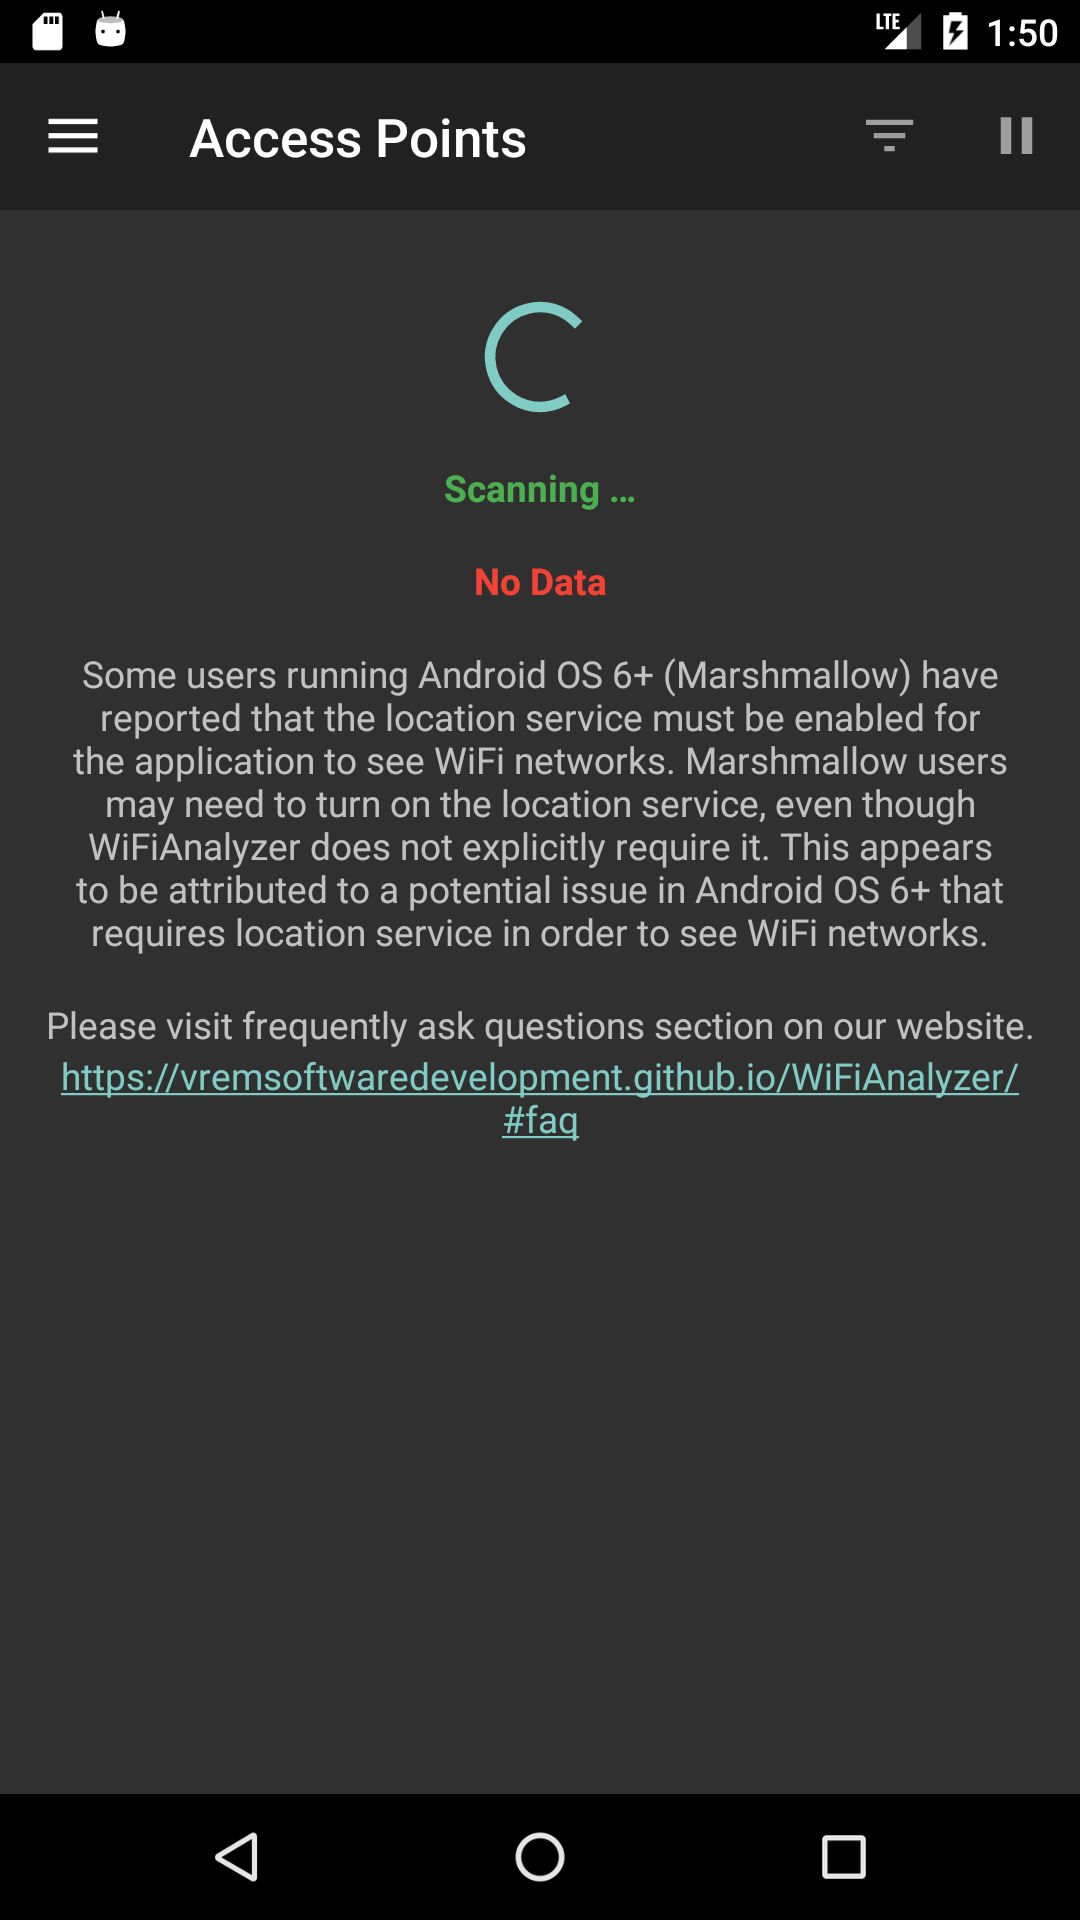 LTE 1:50
Access Points
Scanning ...
No Data
Some users running Android OS 6+ (Marshmallow) have
reported that the location service must be enabled for
the application to see WiFi networks. Marshmallow users
may need to turn on the location service, even though
WiFiAnalyzer does not explicitly require it. This appears
to be attributed to a potential issue in Android OS 6+ that
requires location service in order to see WiFi networks.
Please visit frequently ask questions section on our website.
https://vremsoftwaredevelopment.github.io/WiFiAnalyzer/
#faq